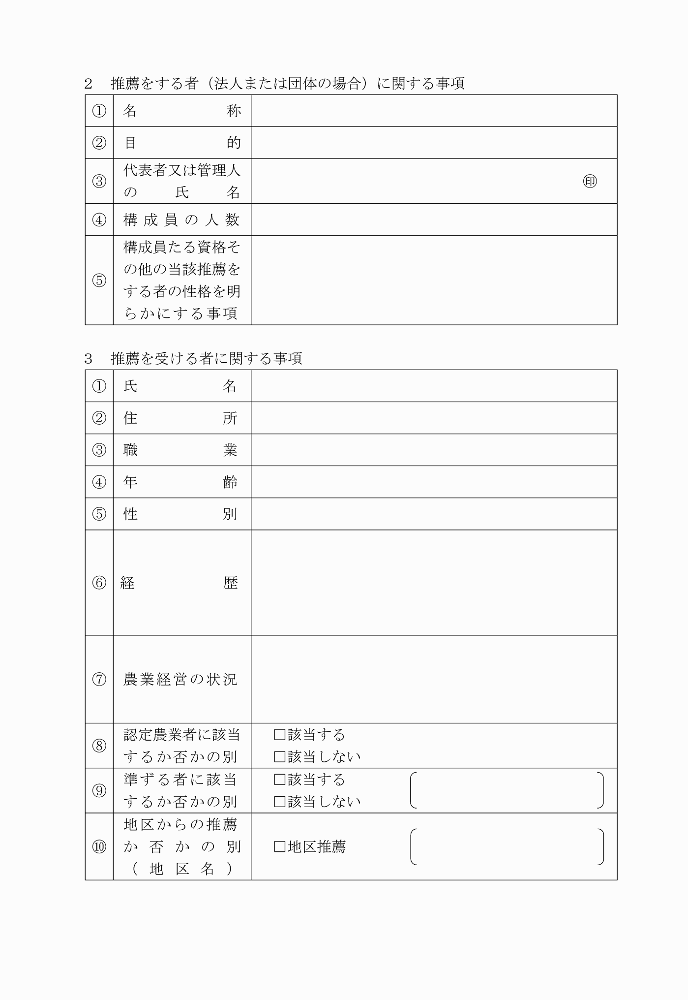 ２　推薦をする者（法人または団体の場合）に関する事項
① 名称
② 目的
③ 代表者又は管理人 ㊞
の氏名
④ 構成員の人数
⑤ 構成員たる資格そ
の他の当該推薦を
する者の性格を明
らかにする事項
３　推薦を受ける者に関する事項
① 氏名
② 住所
③ 職業
④ 年齢
⑤ 性別
⑥ 経歴
⑦ 農業経営の状況
⑧ 認定農業者に該当 □該当する
するか否かの別 □該当しない
⑨ 準ずる者に該当 □該当する
するか否かの別 □該当しない
⑩ 地区からの推薦
か否かの別 □地区推薦
（地区名）